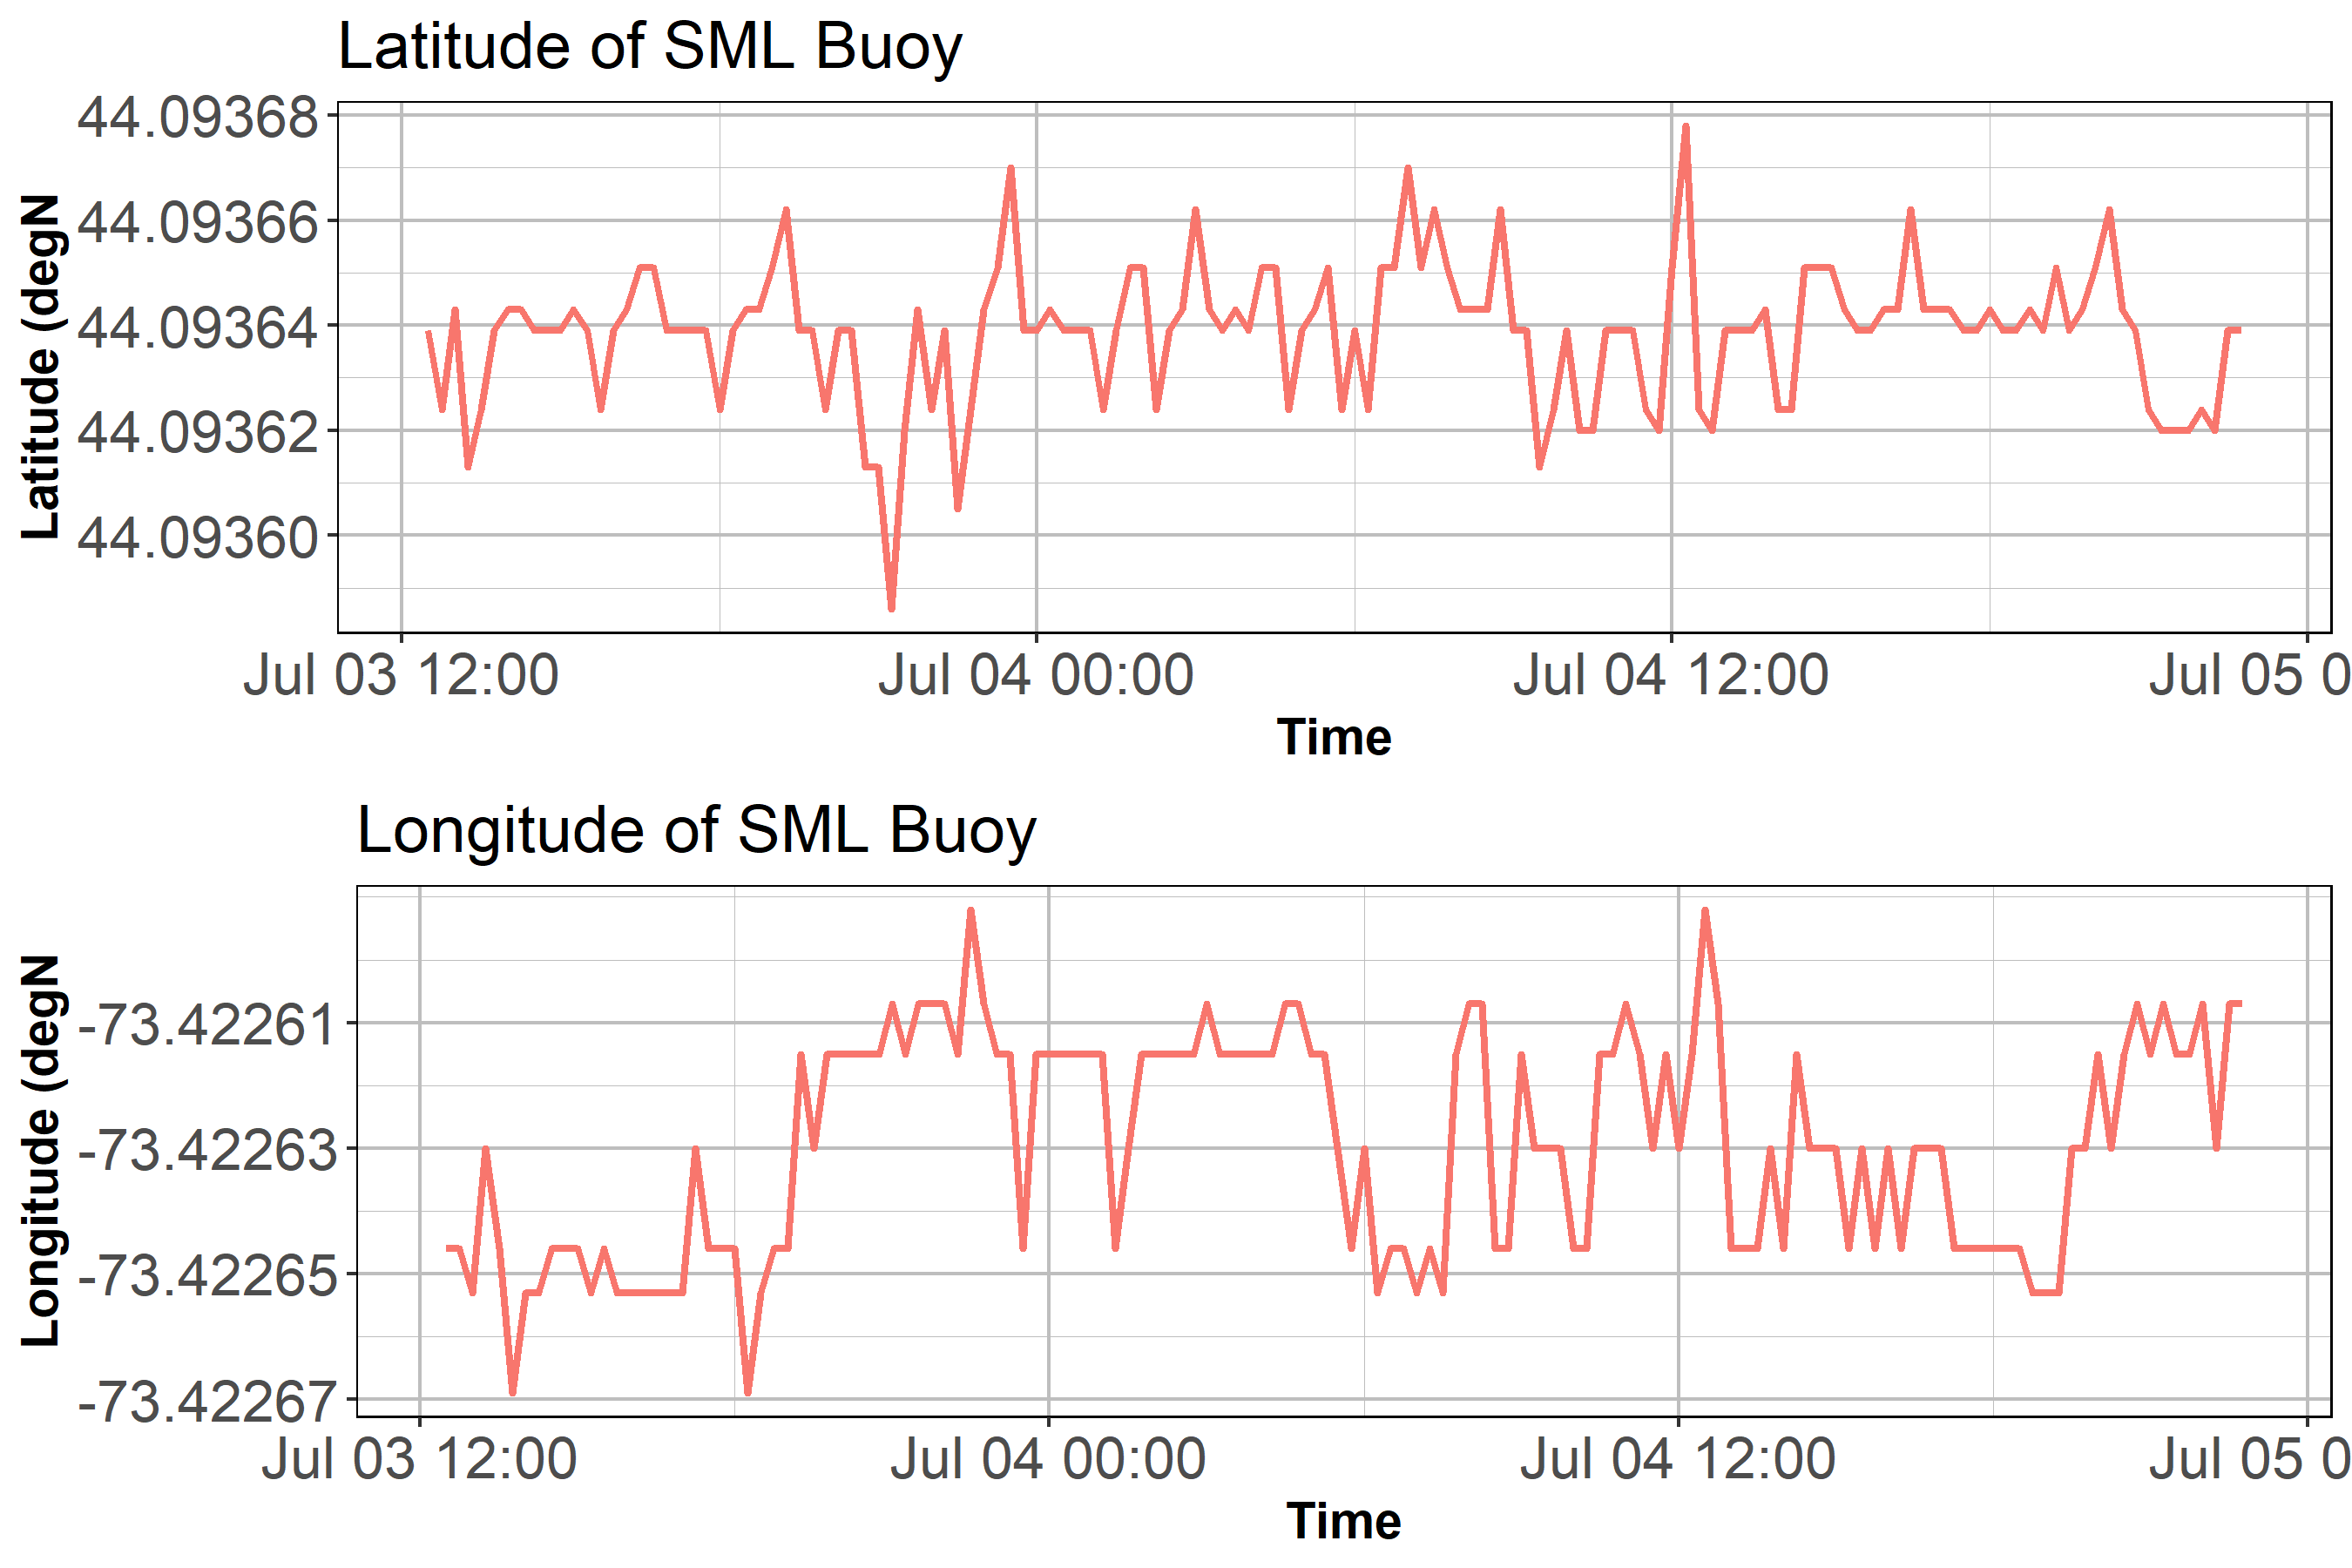 Latitude of SML Buoy
44.09368
44.09366
44.09364
44.09362
44.09360
Latitude (degN
Jul 03 12:00 Jul 04 00:00 Jul 04 12:00 Jul 05 0
Time
Longitude of SML Buoy
-73.42261
-73.42263
-73.42265
-73.42267
Longitude (degN
Jul 03 12:00 Jul 04 00:00 Jul 04 12:00 Jul 05 0
Time